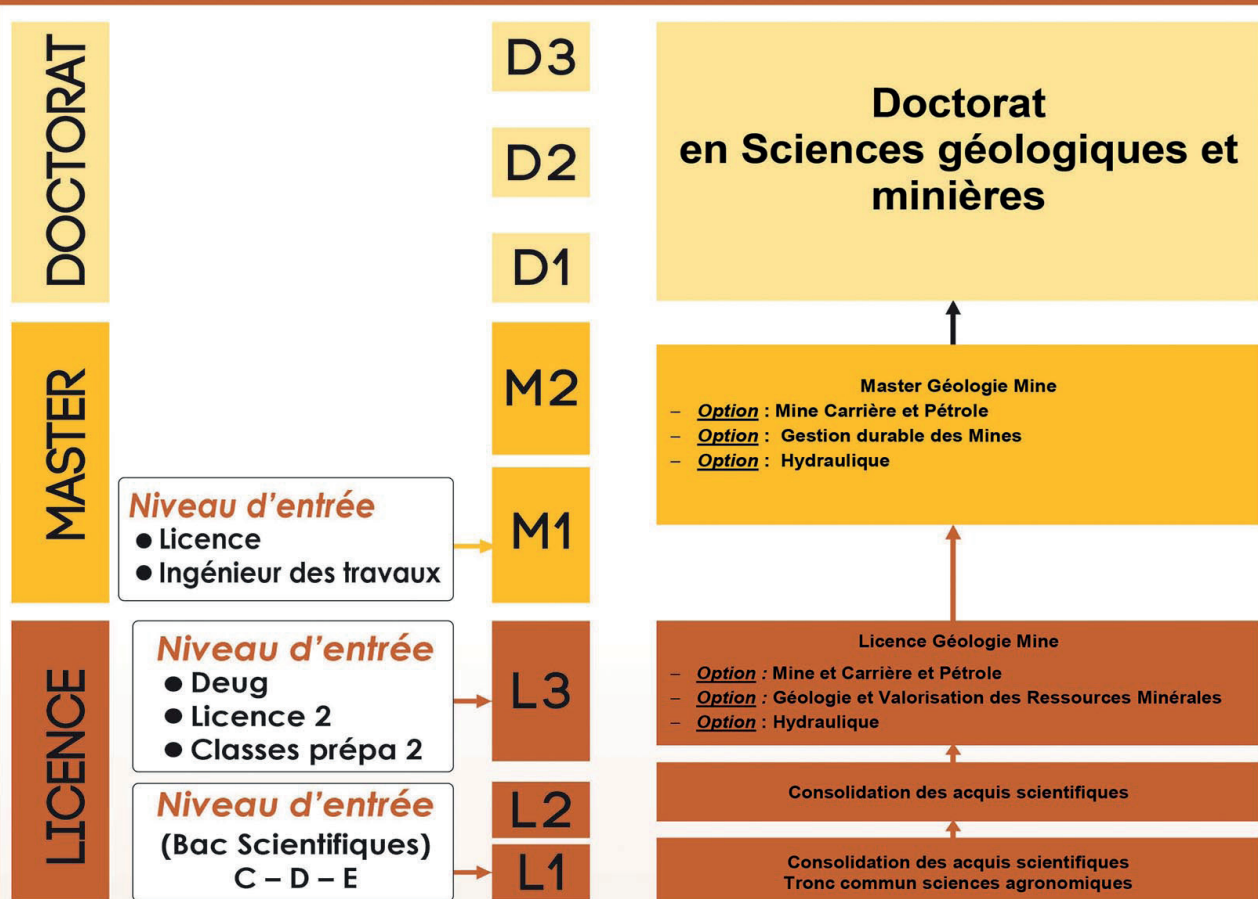 DOCTORAT
D3
D2
D1
Doctorat
en Sciences géologiques et
minières
MASTER
M2
M1
Niveau d'entrée
● Licence
● Ingénieur des travaux
Master Géologie Mine
– Option : Mine Carrière et Pétrole
– Option : Gestion durable des Mines
– Option : Hydraulique
LICENCE
Niveau d'entrée
● Deug
● Licence 2
● Classes prépa 2
L3
Licence Géologie Mine
– Option : Mine et Carrière et Pétrole
– Option : Géologie et Valorisation des Ressources Minérales
– Option : Hydraulique
Niveau d'entrée
(Bac Scientifiques)
C – D – E
L2
L1
Consolidation des acquis scientifiques
Consolidation des acquis scientifiques
Tronc commun sciences agronomiques